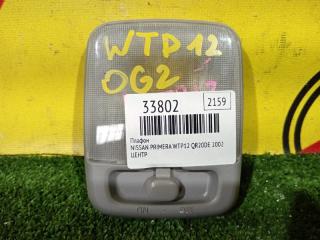 WTP12
OG2
33802
2159
Плафон
NISSAN PRIMERA WTP12 QR20DE 2002
ЦЕНТР
ON